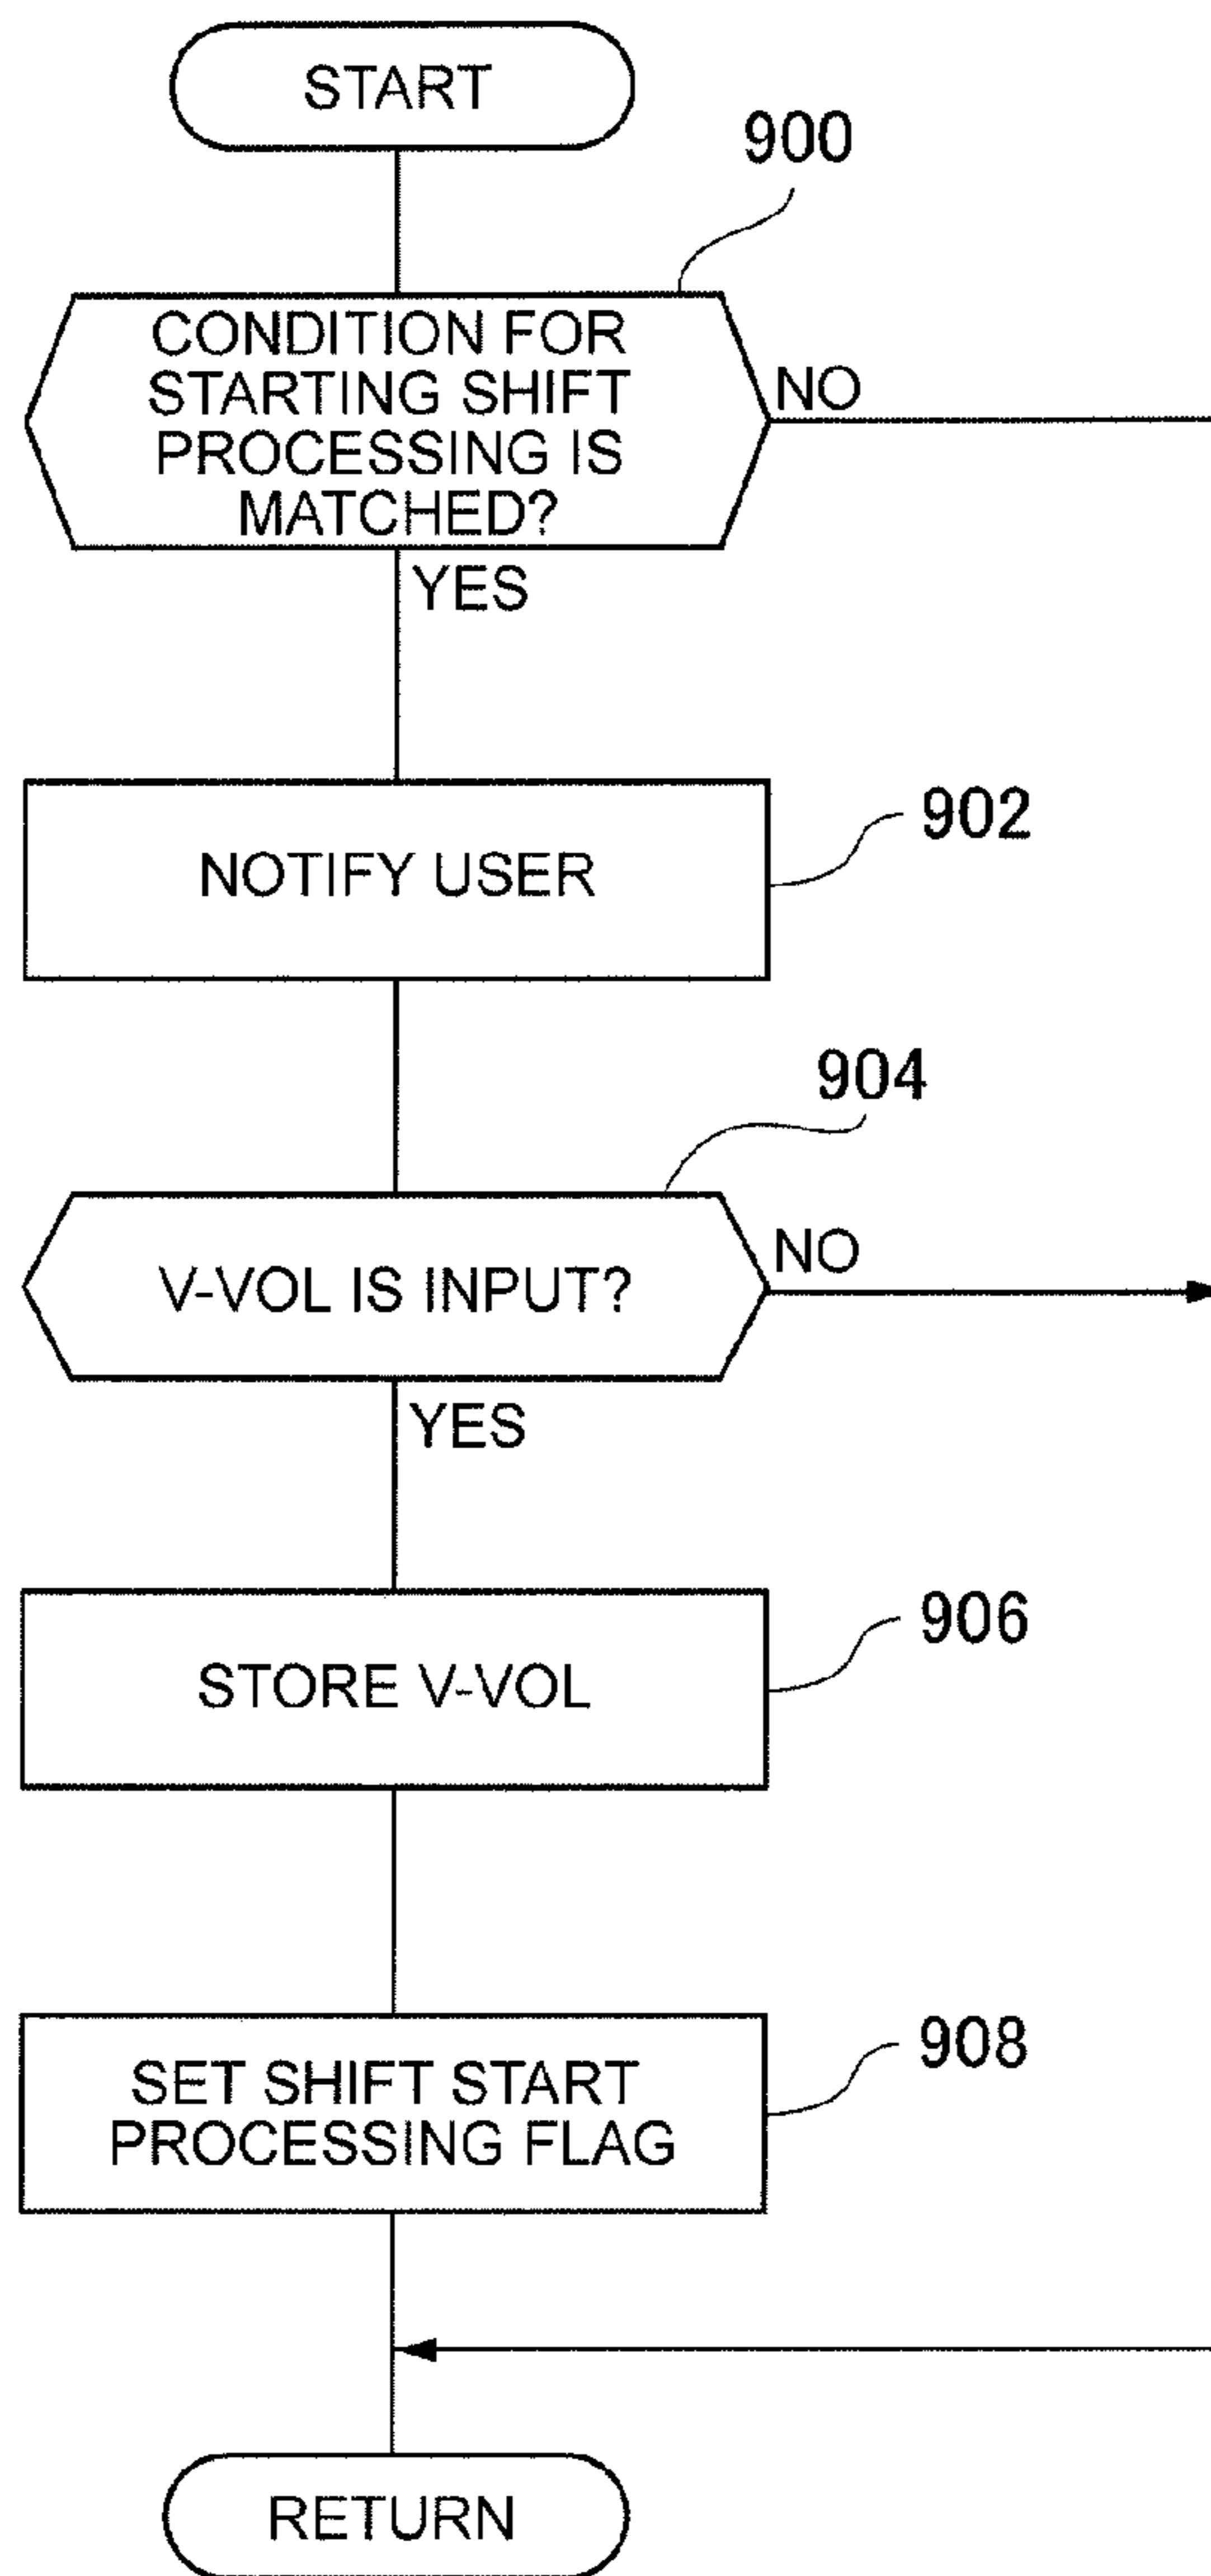 START
900
CONDITION FOR
STARTING SHIFT
PROCESSING IS
MATCHED?
NO
YES
902
NOTIFY USER
904
V-VOL IS INPUT?
NO
YES
906
STORE V-VOL
908
SET SHIFT START
PROCESSING FLAG
RETURN